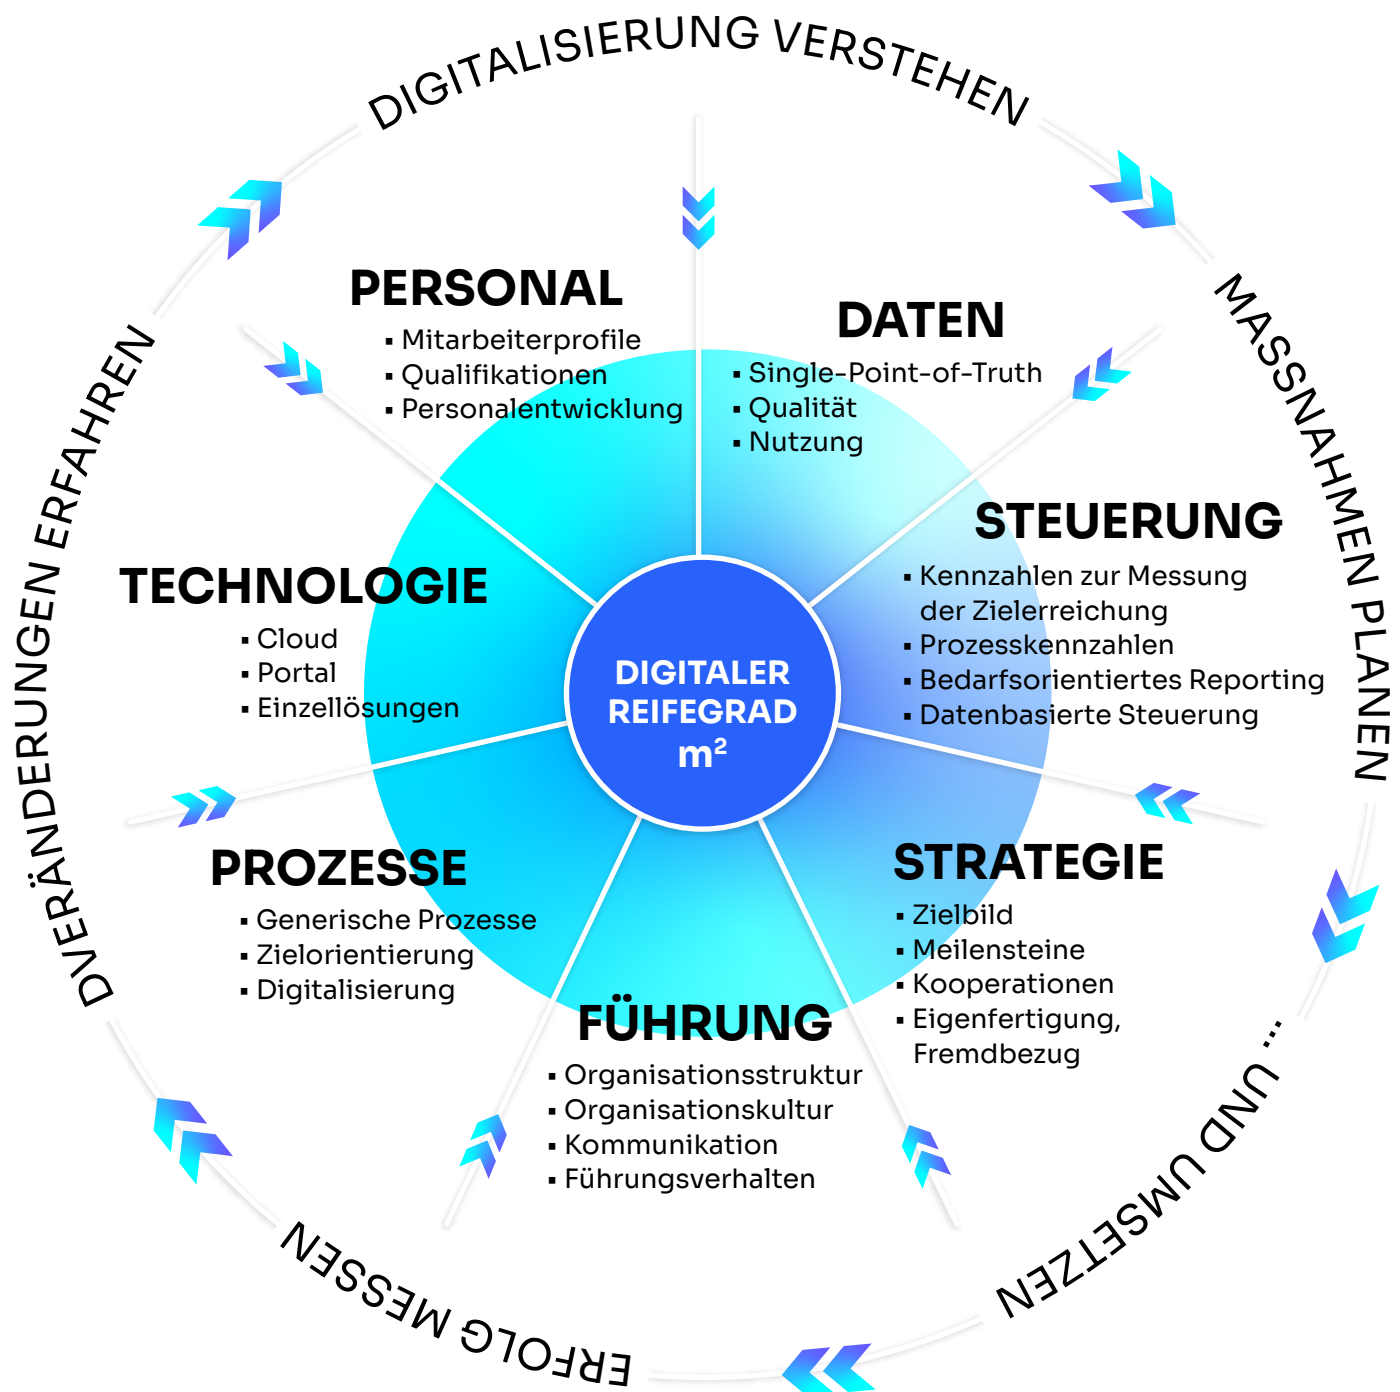 DIGITALISIERUNG VERSTEHEN
MASSNAHMEN PLANEN
... UND UMSETZEN
ERFOLG MESSEN
DVERÄNDERUNGEN ERFAHREN
PERSONAL
▪ Mitarbeiterprofile
▪ Qualifikationen
▪ Personalentwicklung
DATEN
▪ Single-Point-of-Truth
▪ Qualität
▪ Nutzung
STEUERUNG
▪ Kennzahlen zur Messung
der Zielerreichung
▪ Prozesskennzahlen
▪ Bedarfsorientiertes Reporting
▪ Datenbasierte Steuerung
STRATEGIE
▪ Zielbild
▪ Meilensteine
▪ Kooperationen
▪ Eigenfertigung,
Fremdbezug
FÜHRUNG
▪ Organisationsstruktur
▪ Organisationskultur
▪ Kommunikation
▪ Führungsverhalten
PROZESSE
▪ Generische Prozesse
▪ Zielorientierung
▪ Digitalisierung
TECHNOLOGIE
▪ Cloud
▪ Portal
▪ Einzellösungen
DIGITALER
REIFEGRAD
m²